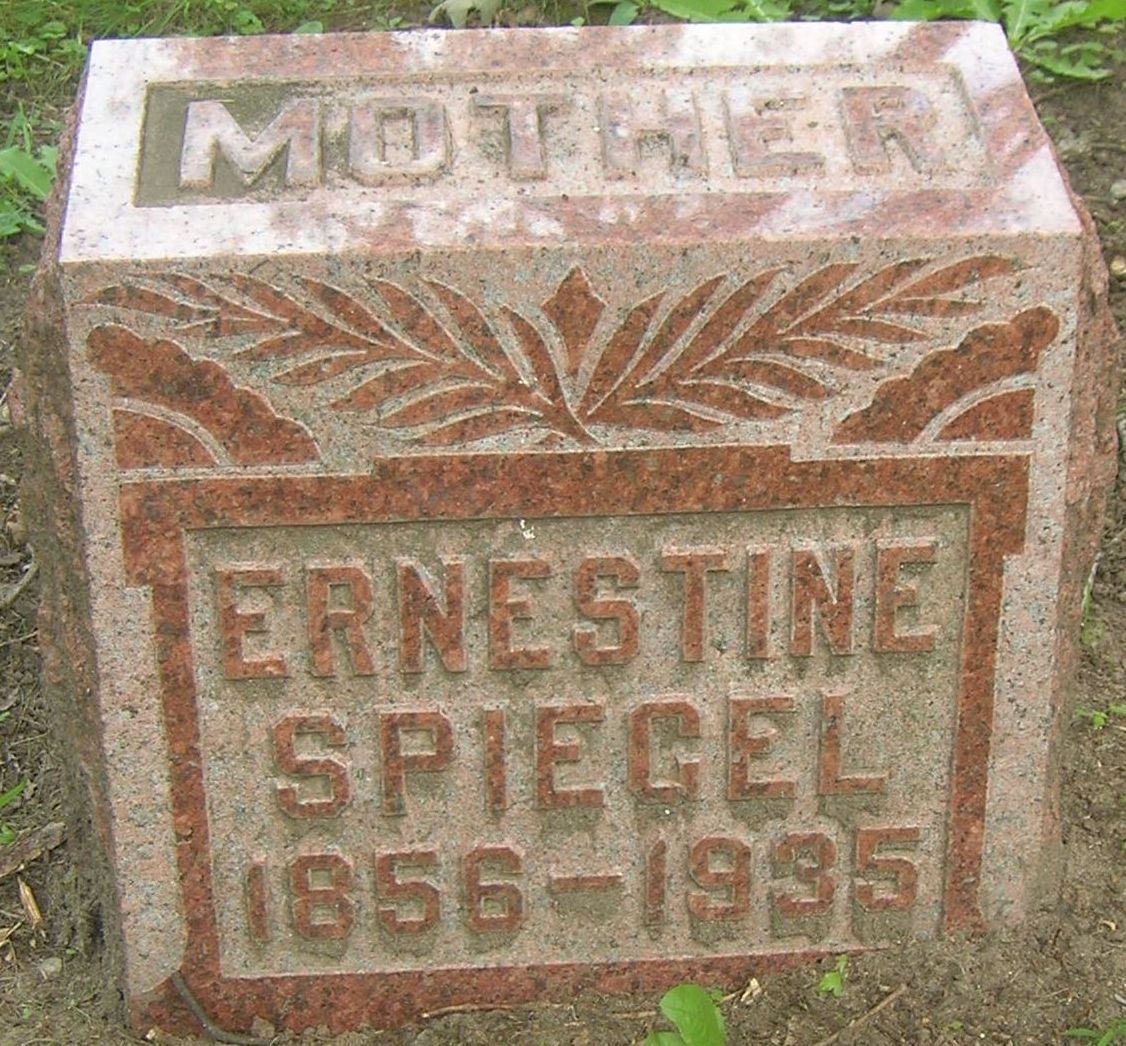 MOTHER
ERNESTINE
SPIEGEL
1856-1935